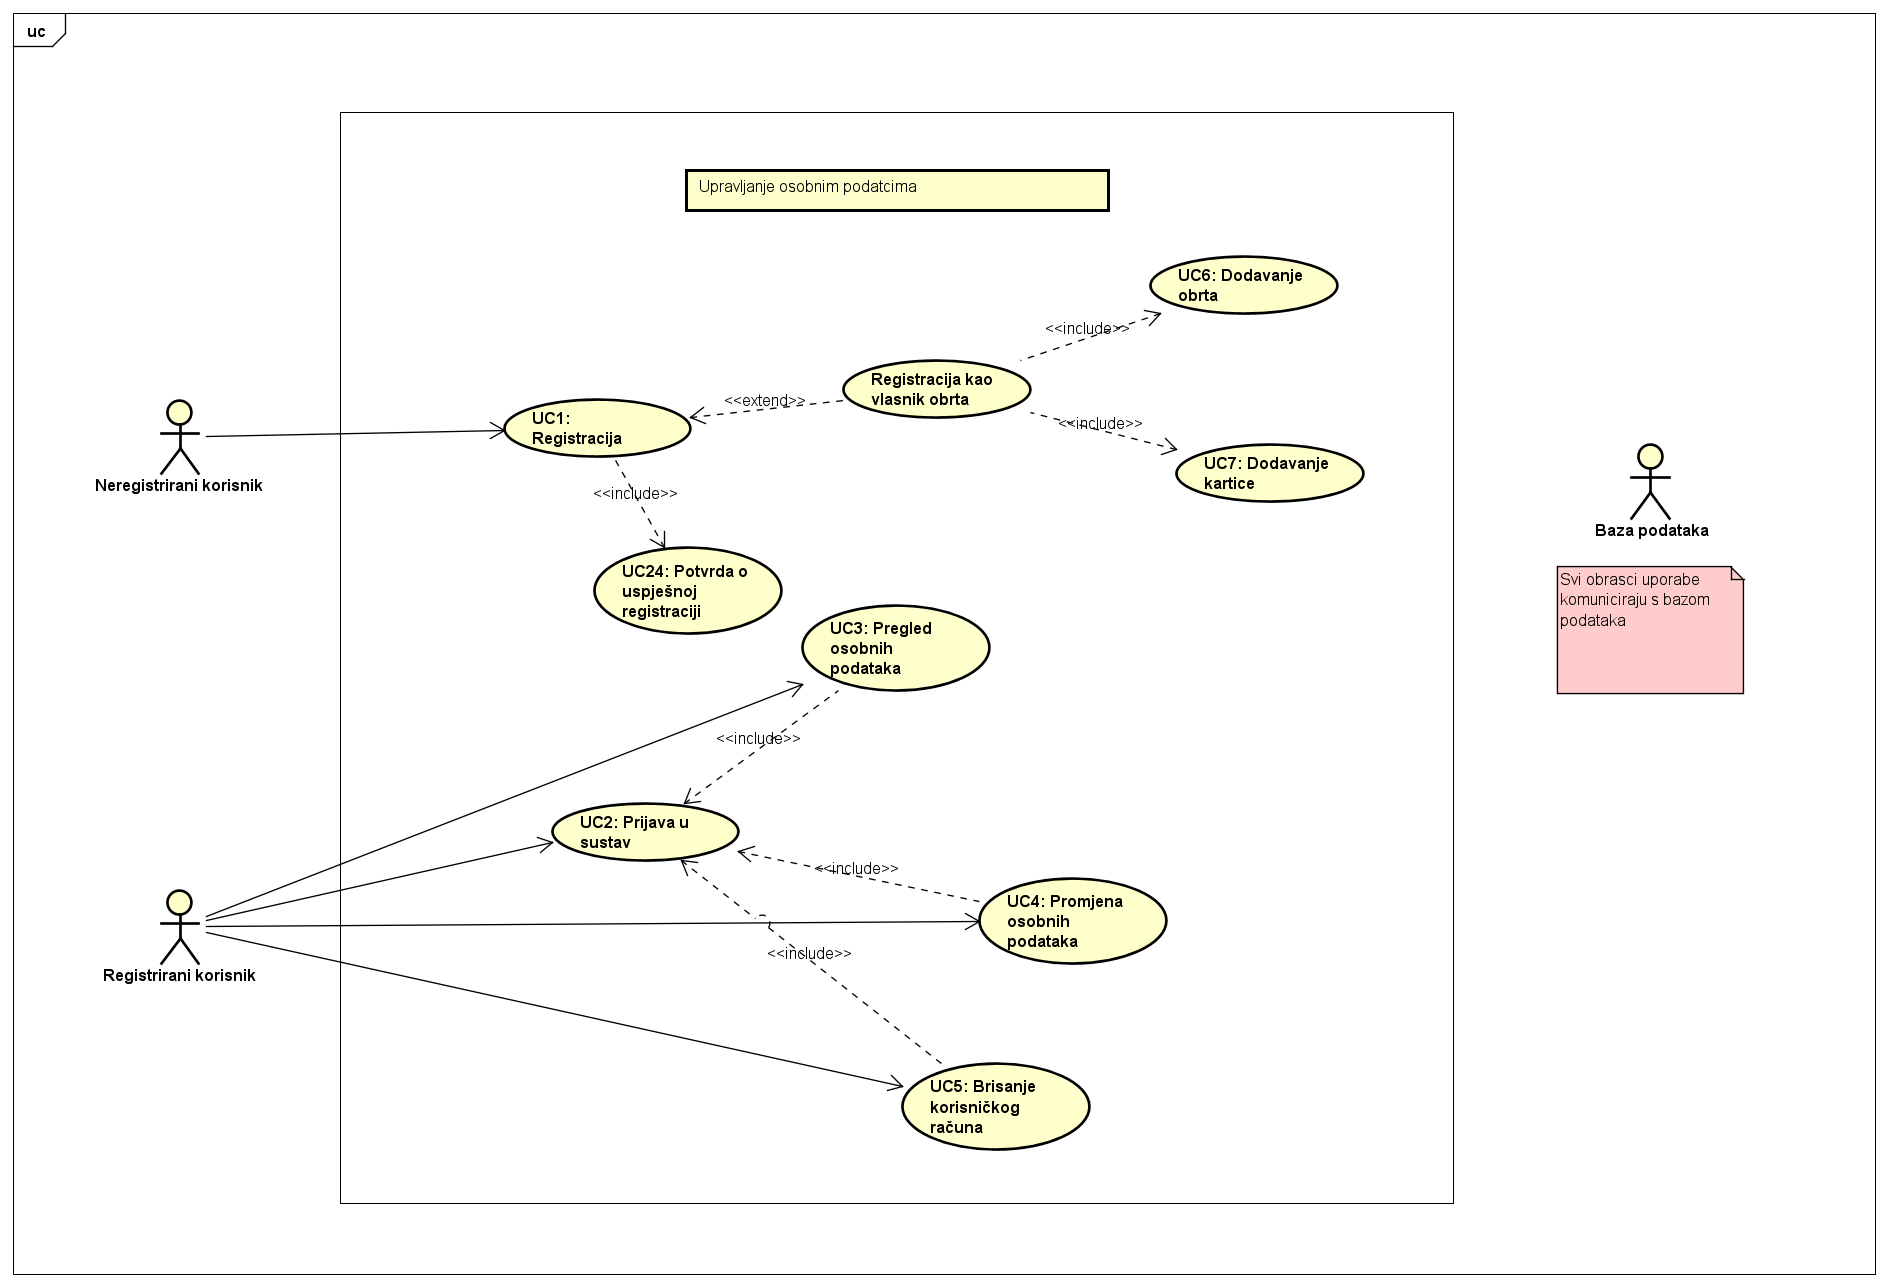 uc
Upravljanje osobnim podatcima
UC6: Dodavanje
obrta
<<include>>
Registracija kao
vlasnik obrta
<<extend>>
UC1:
Registracija
<<include>>
UC7: Dodavanje
kartice
Neregistrirani korisnik
<<include>>
Baza podataka
UC24: Potvrda o
uspješnoj
registraciji
Svi obrasci uporabe
komuniciraju s bazom
podataka
UC3: Pregled
osobnih
podataka
<<include>>
UC2: Prijava u
sustav
<<include>>
UC4: Promjena
osobnih
podataka
Registrirani korisnik
<<include>>
UC5: Brisanje
korisničkog
računa